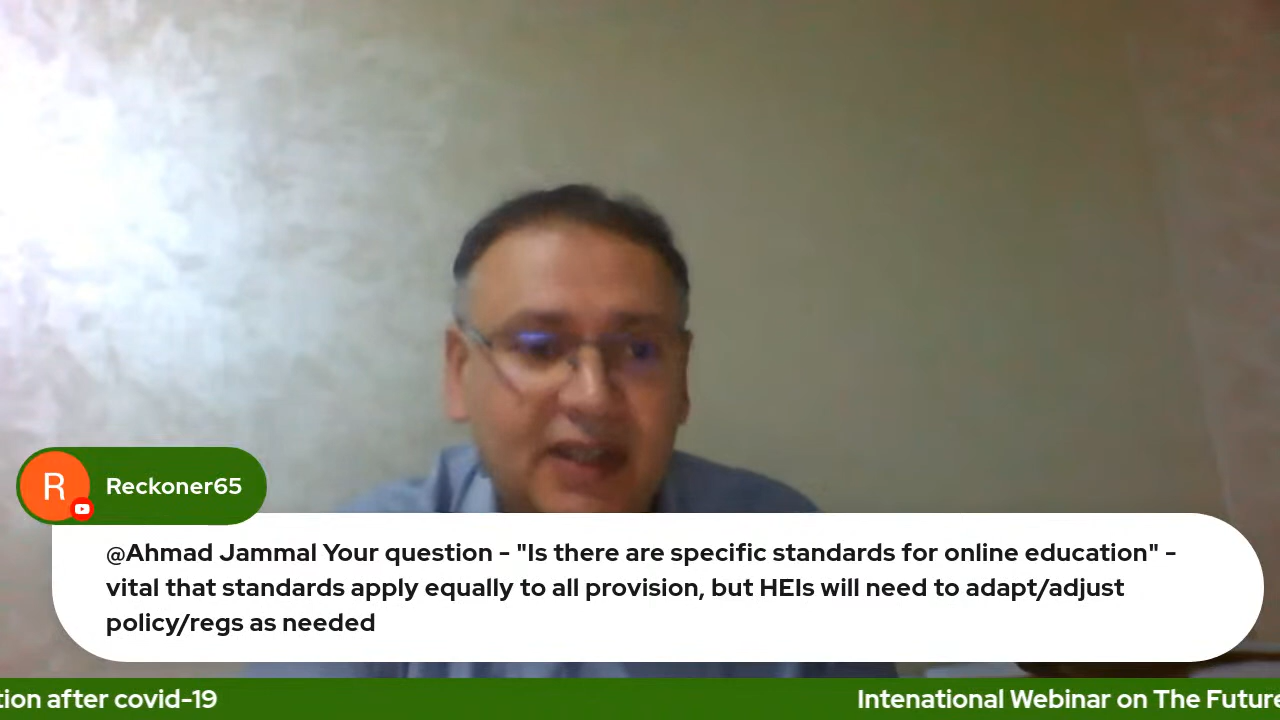 R
Reckoner65
@Ahmad Jammal Your question - "Is there are specific standards for online education" -
vital that standards apply equally to all provision, but HEIs will need to adapt/adjust
policy/regs as needed
tion after covid-19
Intenational Webinar on The Future